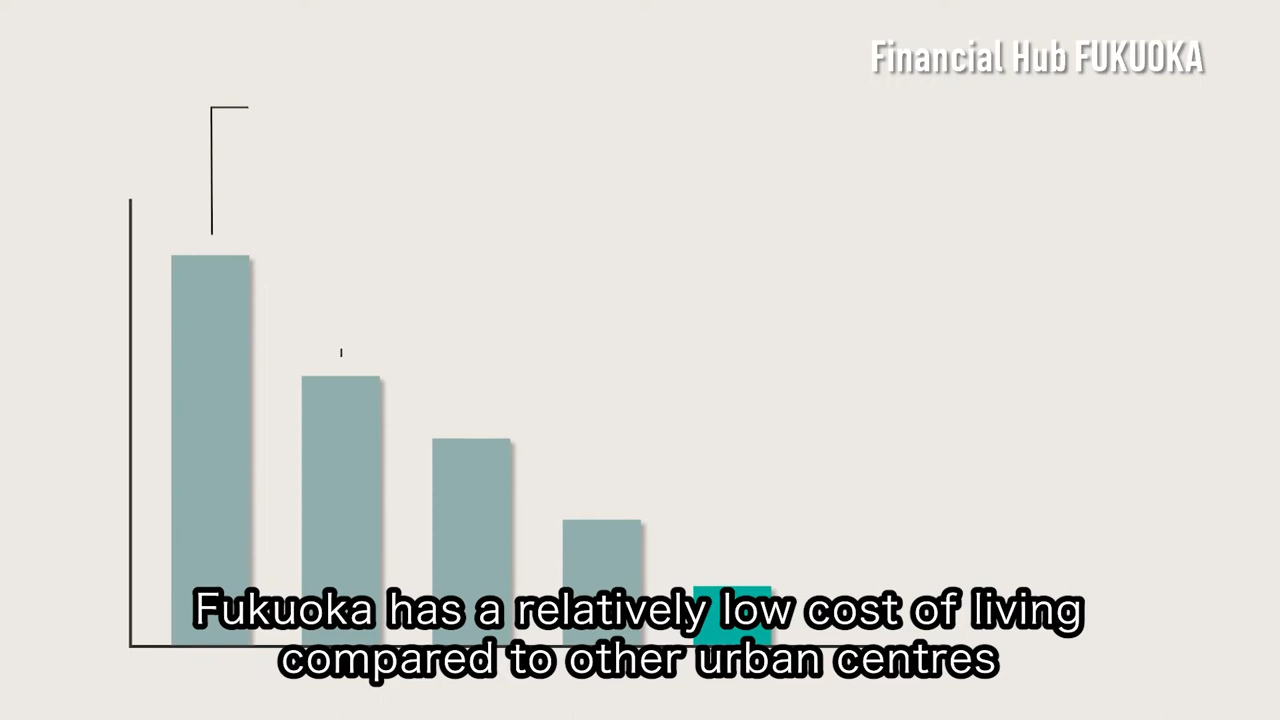 Financial Hub FUKUOKA
Fukuoka has a relatively low cost of living
compared to other urban centres